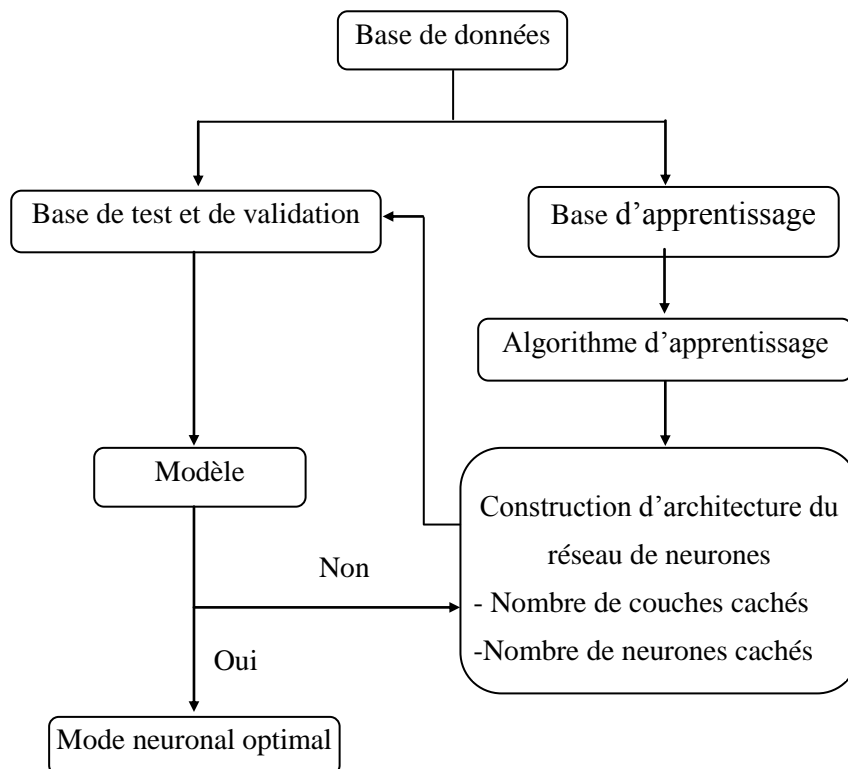 Base de données
Base de test et de validation
Base d’apprentissage
Algorithme d’apprentissage
Modèle
Construction d’architecture du
réseau de neurones
- Nombre de couches cachés
-Nombre de neurones cachés
Non
Oui
Mode neuronal optimal